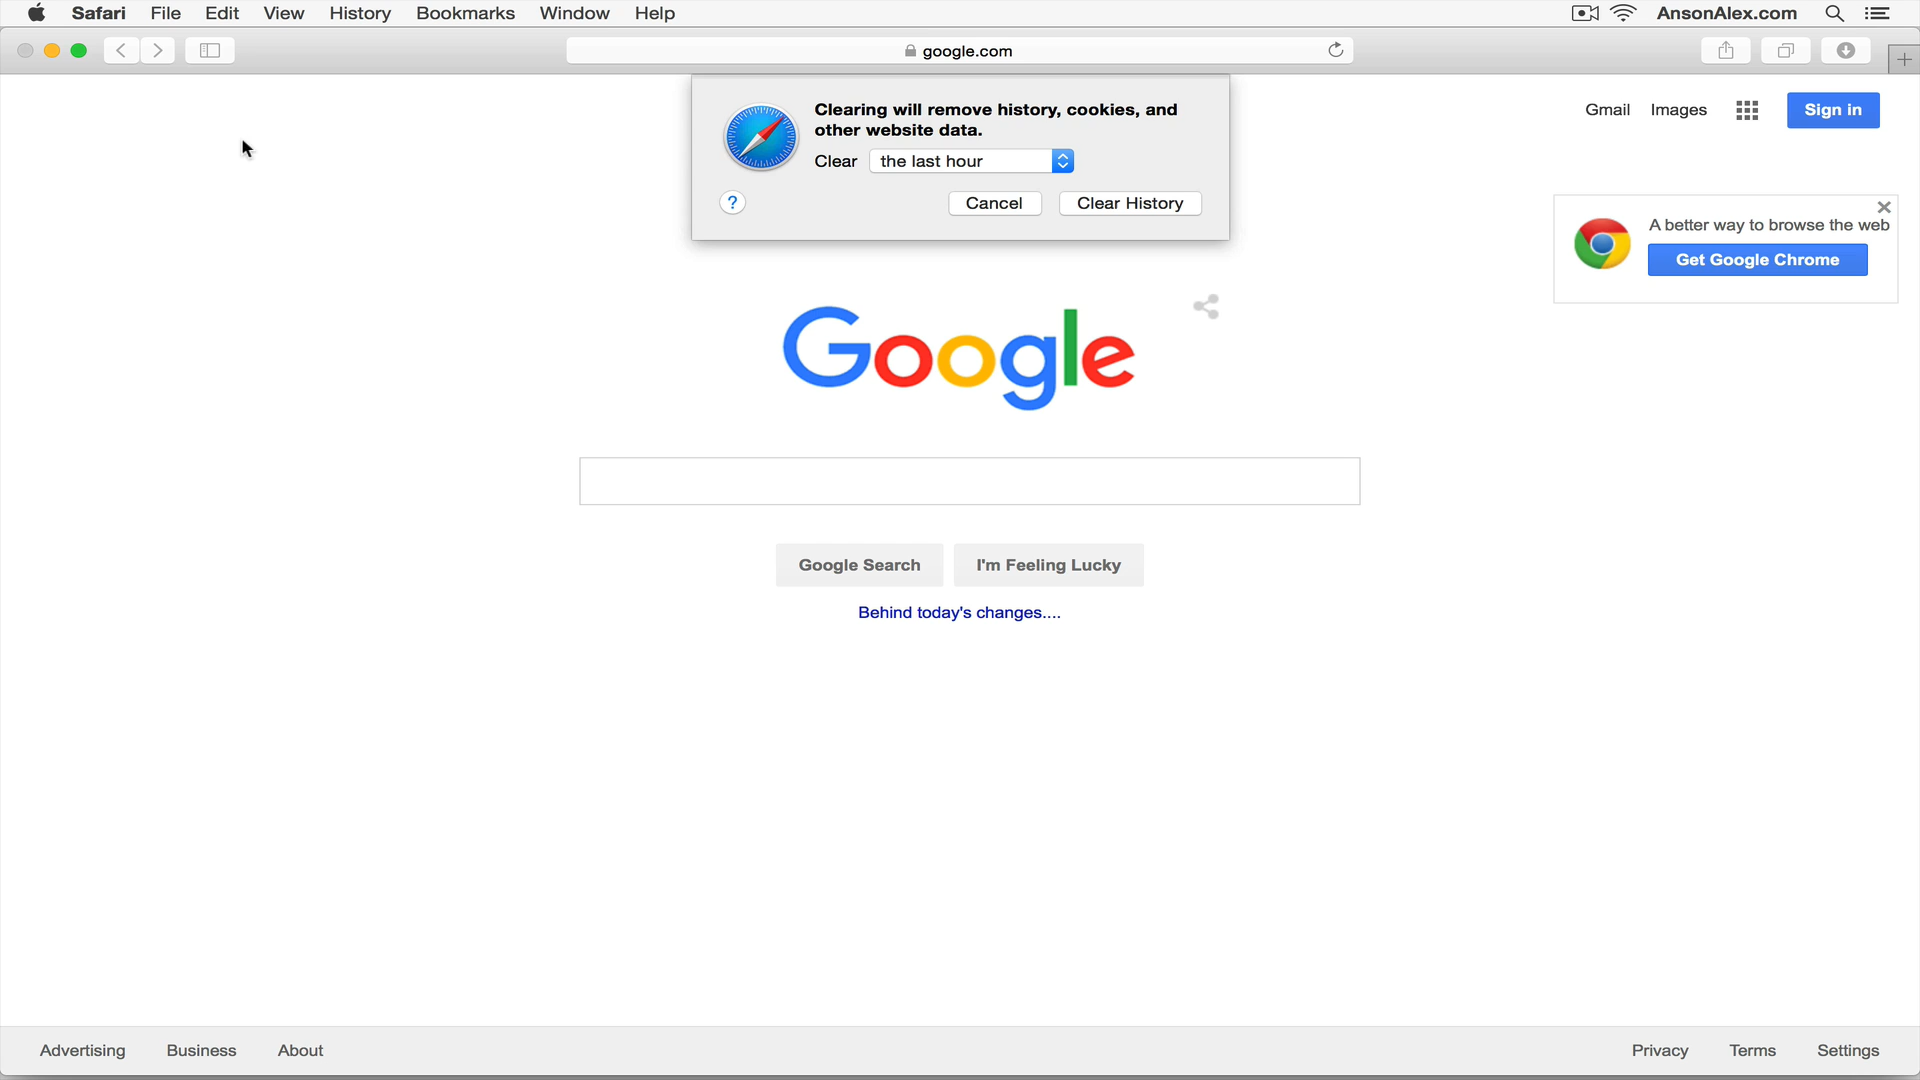 Safari File Edit View History Bookmarks Window Help AnsonAlex.com
google.com
Clearing will remove history, cookies, and
other website data.
Clear the last hour
? Cancel Clear History
Gmail Images Sign in
A better way to browse the web
Get Google Chrome
Google
Google Search I'm Feeling Lucky
Behind today's changes....
Advertising Business About Privacy Terms Settings